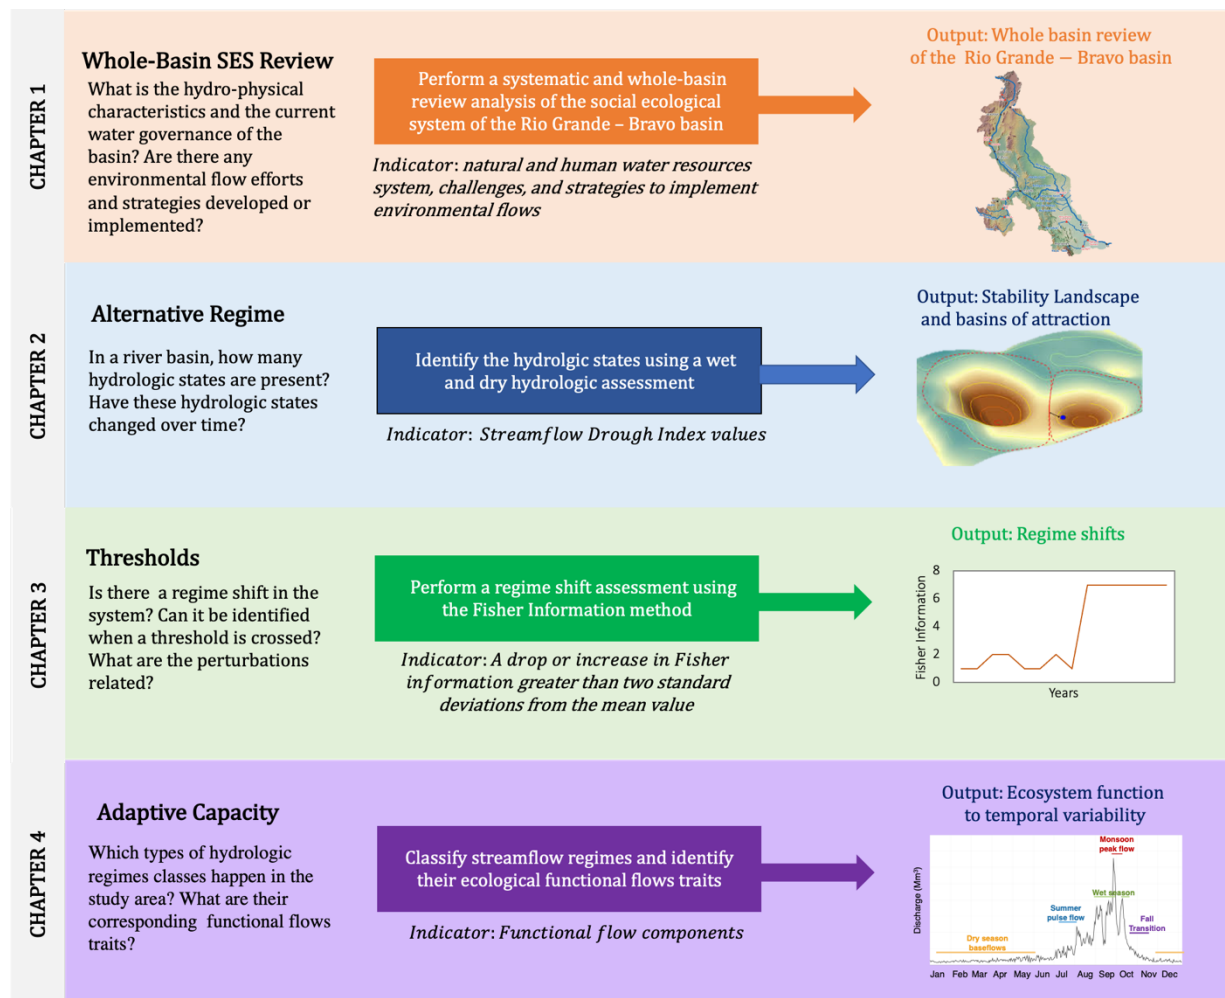 CHAPTER 1
Whole-Basin SES Review
What is the hydro-physical
characteristics and the current
water governance of the
basin? Are there any
environmental flow efforts
and strategies developed or
implemented?
Perform a systematic and whole-basin
review analysis of the social ecological
system of the Rio Grande – Bravo basin
Indicator: natural and human water resources
system, challenges, and strategies to implement
environmental flows
Output: Whole basin review
of the Rio Grande – Bravo basin
CHAPTER 2
Alternative Regime
In a river basin, how many
hydrologic states are present?
Have these hydrologic states
changed over time?
Identify the hydrolgic states using a wet
and dry hydrologic assessment
Indicator: Streamflow Drough Index values
Output: Stability Landscape
and basins of attraction
CHAPTER 3
Thresholds
Is there a regime shift in the
system? Can it be identified
when a threshold is crossed?
What are the perturbations
related?
Perform a regime shift assessment using
the Fisher Information method
Indicator: A drop or increase in Fisher
information greater than two standard
deviations from the mean value
Output: Regime shifts
Fisher Information
8
6
4
2
0
Years
CHAPTER 4
Adaptive Capacity
Which types of hydrologic
regimes classes happen in the
study area? What are their
corresponding functional flows
traits?
Classify streamflow regimes and identify
their ecological functional flows traits
Indicator: Functional flow components
Output: Ecosystem function
to temporal variability
Discharge (Mm³)
Monsoon
peak flow
Wet season
Summer
pulse flow
Fall
Transition
Dry season
baseflows
Jan Feb Mar Apr May Jun Jul Aug Sep Oct Nov Dec